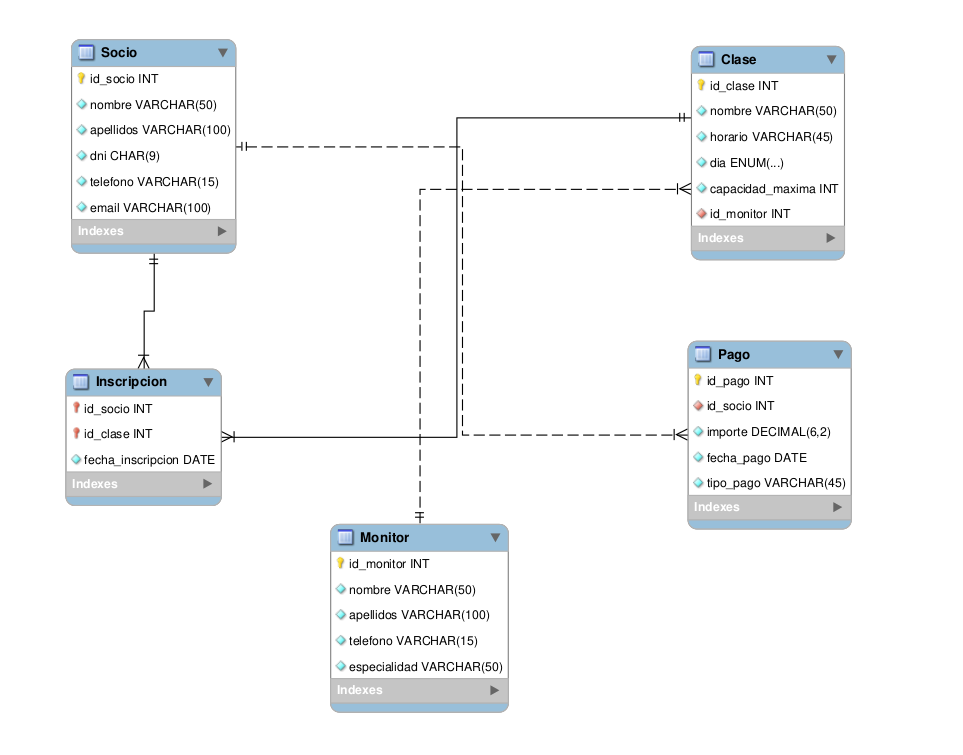 Socio
id_socio INT
nombre VARCHAR(50)
apellidos VARCHAR(100)
dni CHAR(9)
telefono VARCHAR(15)
email VARCHAR(100)
Indexes
Clase
id_clase INT
nombre VARCHAR(50)
horario VARCHAR(45)
dia ENUM(...)
capacidad_maxima INT
id_monitor INT
Indexes
Inscripcion
id_socio INT
id_clase INT
fecha_inscripcion DATE
Indexes
Pago
id_pago INT
id_socio INT
importe DECIMAL(6,2)
fecha_pago DATE
tipo_pago VARCHAR(45)
Indexes
Monitor
id_monitor INT
nombre VARCHAR(50)
apellidos VARCHAR(100)
telefono VARCHAR(15)
especialidad VARCHAR(50)
Indexes